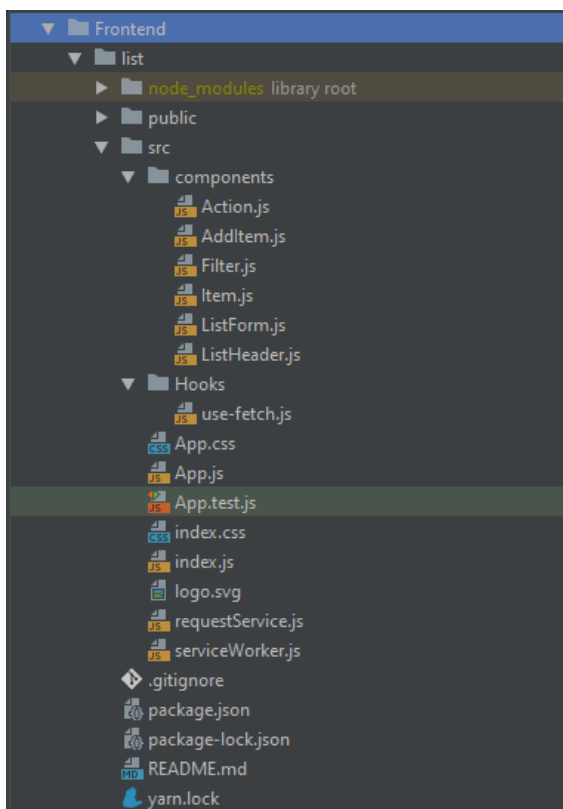 Frontend
list
node_modules library root
public
src
components
Action.js
AddItem.js
Filter.js
Item.js
ListForm.js
ListHeader.js
Hooks
use-fetch.js
App.css
App.js
App.test.js
index.css
index.js
logo.svg
requestService.js
serviceWorker.js
.gitignore
package.json
package-lock.json
README.md
yarn.lock